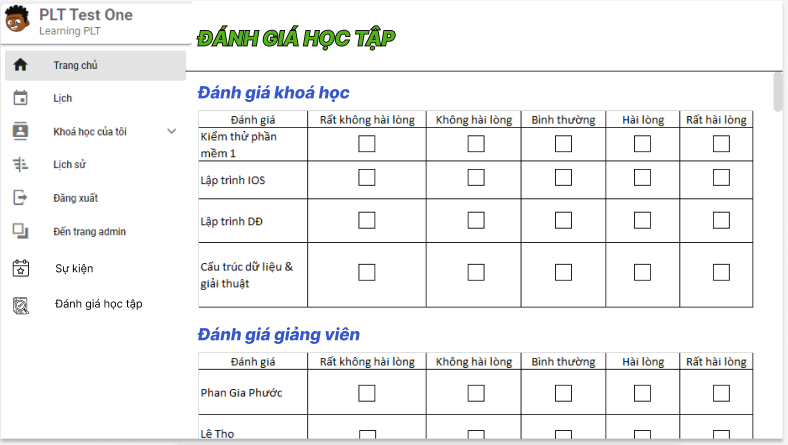 PLT Test One
Learning PLT
Trang chủ
Lịch
Khoá học của tôi
Lịch sử
Đăng xuất
Đến trang admin
Sự kiện
Đánh giá học tập
ĐÁNH GIÁ HỌC TẬP
Đánh giá khoá học
Đánh giá Rất không hài lòng Không hài lòng Bình thường Hài lòng Rất hài lòng
Kiểm thử phần
mềm 1
Lập trình IOS
Lập trình DĐ
Cấu trúc dữ liệu &
giải thuật
Đánh giá giảng viên
Đánh giá Rất không hài lòng Không hài lòng Bình thường Hài lòng Rất hài lòng
Phan Gia Phước
Lê Thọ